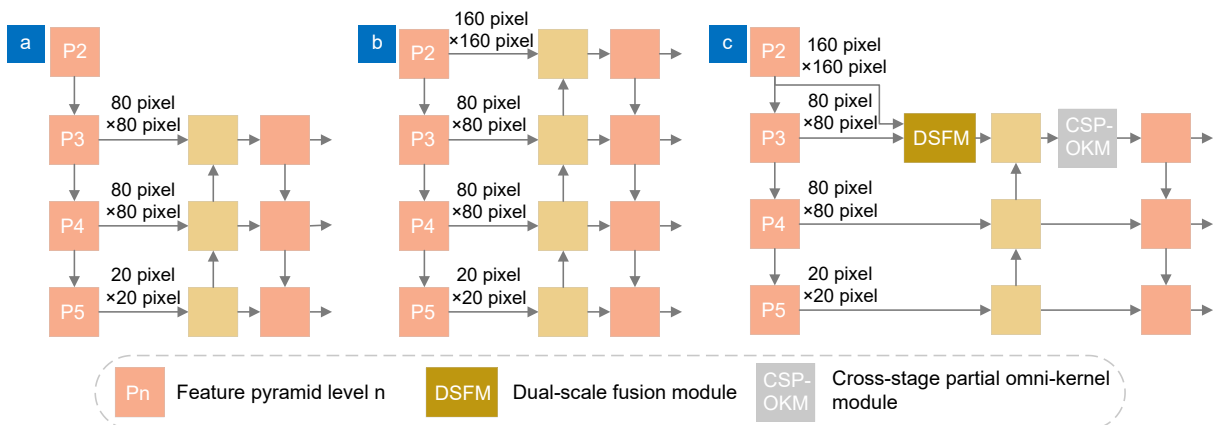 a
P2
80 pixel
×80 pixel
P3
80 pixel
×80 pixel
P4
20 pixel
×20 pixel
P5
b
160 pixel
×160 pixel
P2
80 pixel
×80 pixel
P3
80 pixel
×80 pixel
P4
20 pixel
×20 pixel
P5
c
P2
160 pixel
×160 pixel
80 pixel
×80 pixel
P3
DSFM
CSP-
OKM
80 pixel
×80 pixel
P4
20 pixel
×20 pixel
P5
Pn
Feature pyramid level n
DSFM
Dual-scale fusion module
CSP-
OKM
Cross-stage partial omni-kernel
module